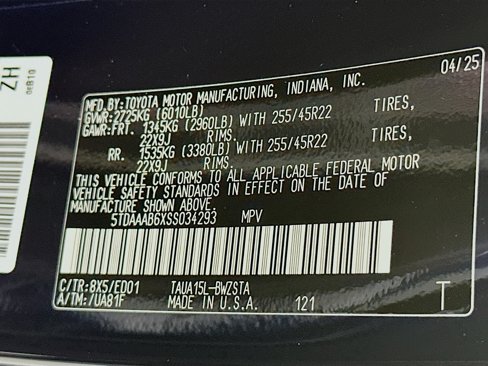 ZH
04/25
MFD.BY:TOYOTA MOTOR MANUFACTURING, INDIANA, INC.
GVWR:2725KG (6010LB)
GAWR:FRT. 1345KG (2960LB) WITH 255/45R22 TIRES,
22X9J RIMS.
RR. 1535KG (3380LB) WITH 255/45R22 TIRES,
22X9J RIMS.
THIS VEHICLE CONFORMS TO ALL APPLICABLE FEDERAL MOTOR
VEHICLE SAFETY STANDARDS IN EFFECT ON THE DATE OF
MANUFACTURE SHOWN ABOVE.
5TDAAAB6XSS034293 MPV
C/TR:8X5/ED01 TAUA15L-BWZSTA
A/TM:/UA81F MADE IN U.S.A. 121 T